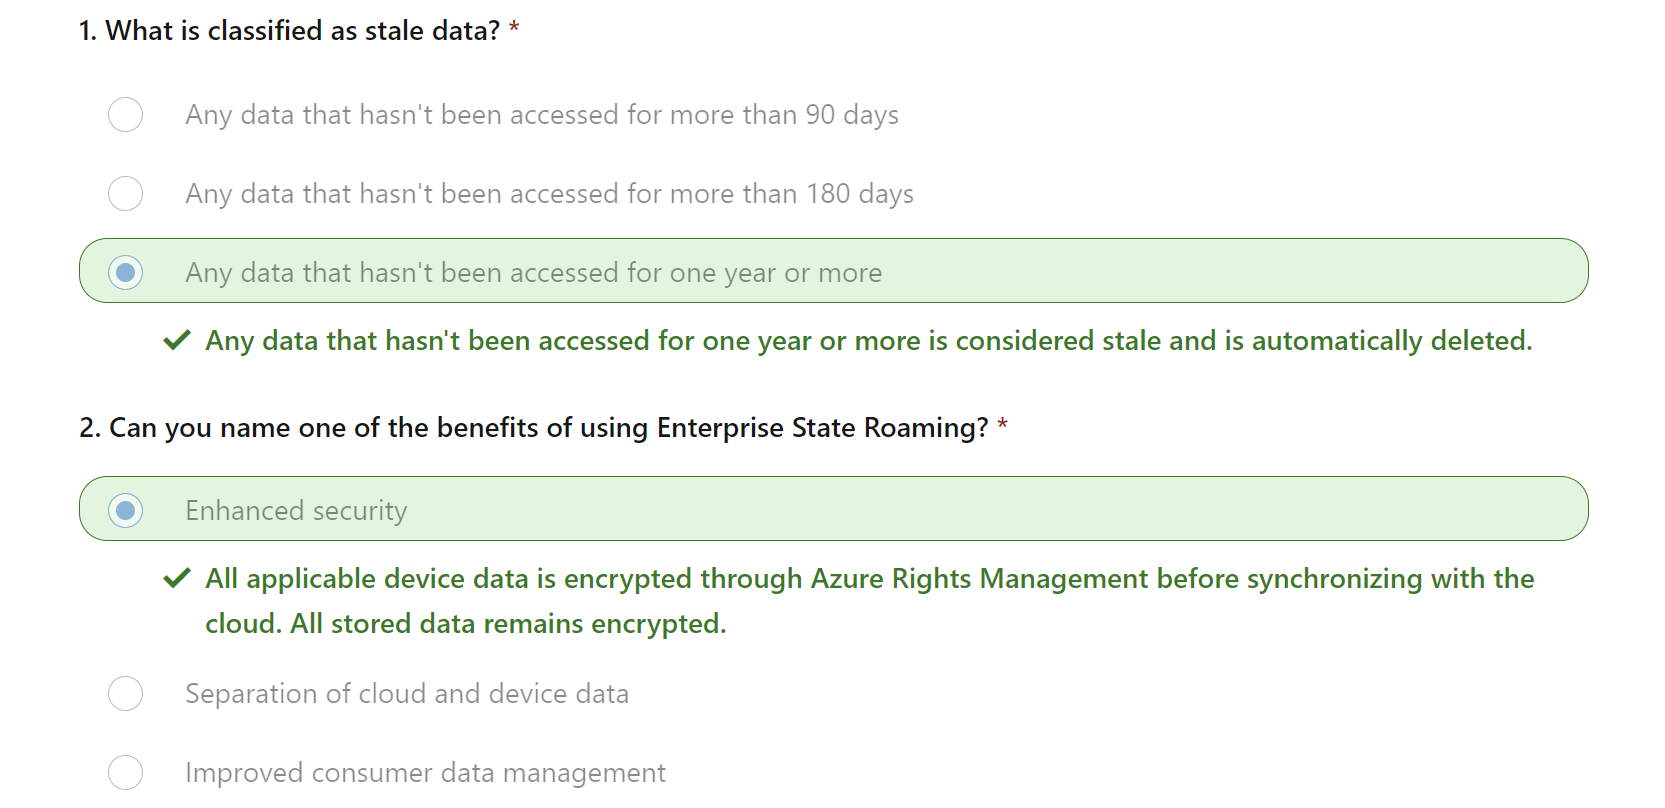 1. What is classified as stale data? *
Any data that hasn't been accessed for more than 90 days
Any data that hasn't been accessed for more than 180 days
Any data that hasn't been accessed for one year or more
Any data that hasn't been accessed for one year or more is considered stale and is automatically deleted.
2. Can you name one of the benefits of using Enterprise State Roaming? *
Enhanced security
All applicable device data is encrypted through Azure Rights Management before synchronizing with the
cloud. All stored data remains encrypted.
Separation of cloud and device data
Improved consumer data management